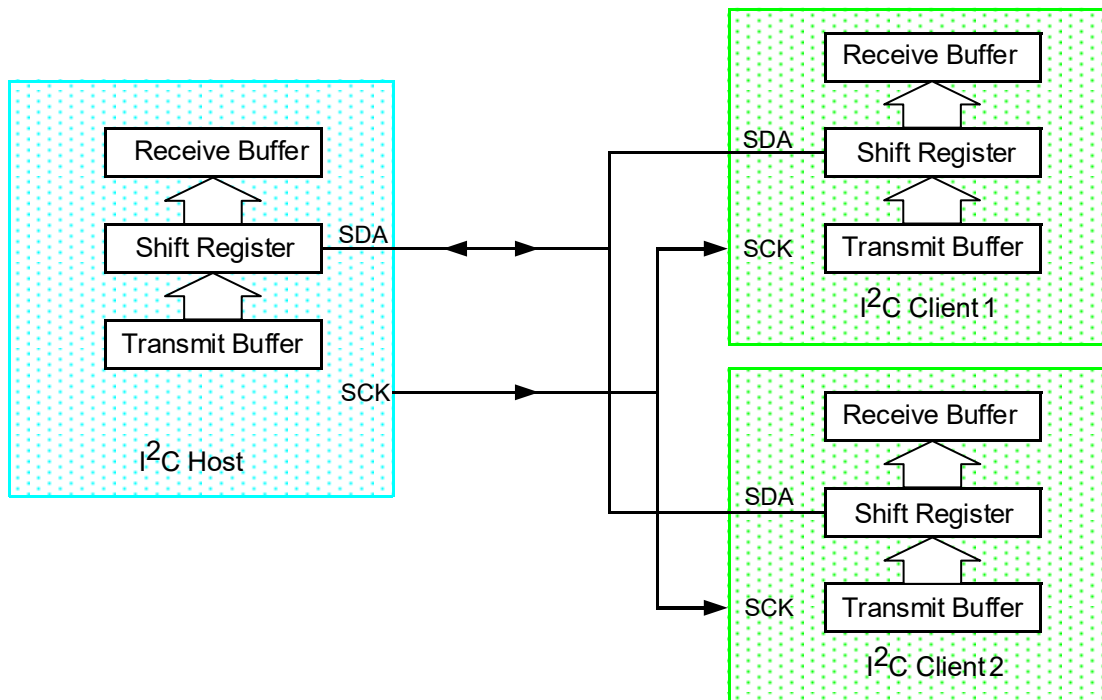 Receive Buffer
Shift Register
SDA
Transmit Buffer
SCK
I²C Host
Receive Buffer
SDA
Shift Register
SCK
Transmit Buffer
I²C Client 1
Receive Buffer
SDA
Shift Register
SCK
Transmit Buffer
I²C Client 2